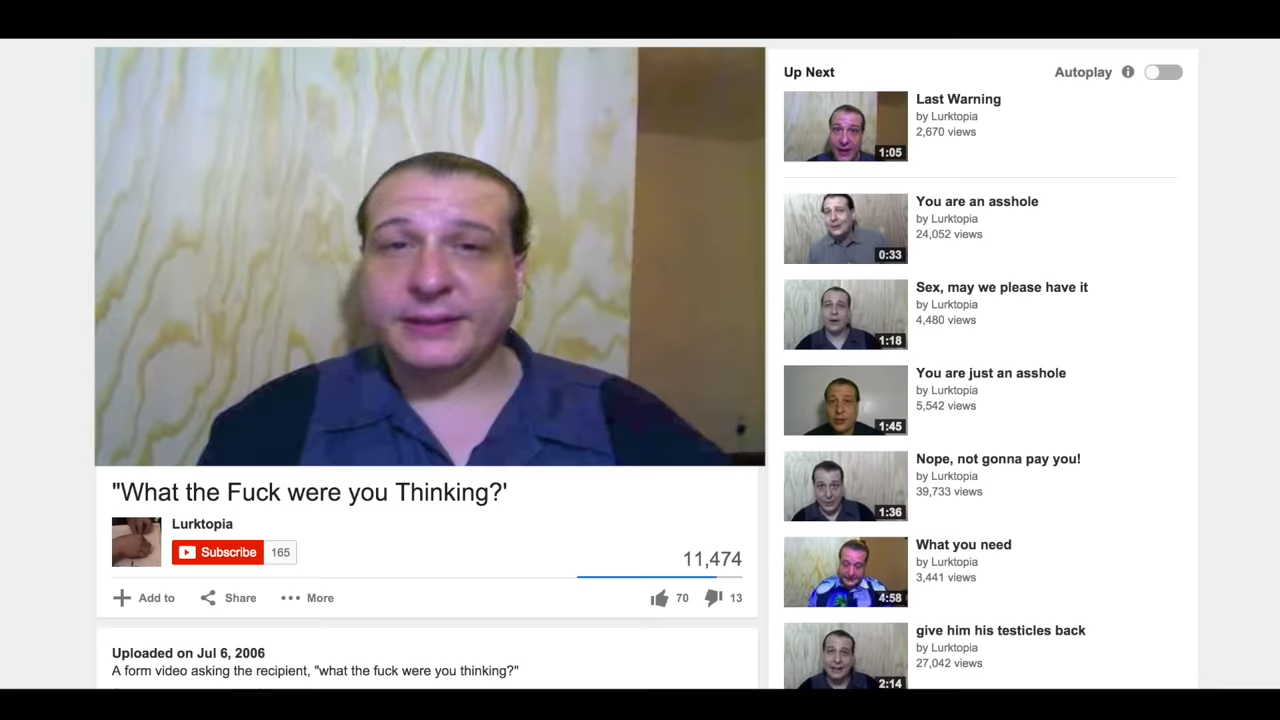 "What the Fuck were you Thinking?'
Lurktopia
Subscribe 165
11,474
Add to Share More 70 13
Uploaded on Jul 6, 2006
A form video asking the recipient, "what the fuck were you thinking?"
Up Next Autoplay
Last Warning
by Lurktopia
2,670 views
1:05
You are an asshole
by Lurktopia
24,052 views
0:33
Sex, may we please have it
by Lurktopia
4,480 views
1:18
You are just an asshole
by Lurktopia
5,542 views
1:45
Nope, not gonna pay you!
by Lurktopia
39,733 views
1:36
What you need
by Lurktopia
3,441 views
4:58
give him his testicles back
by Lurktopia
27,042 views
2:14